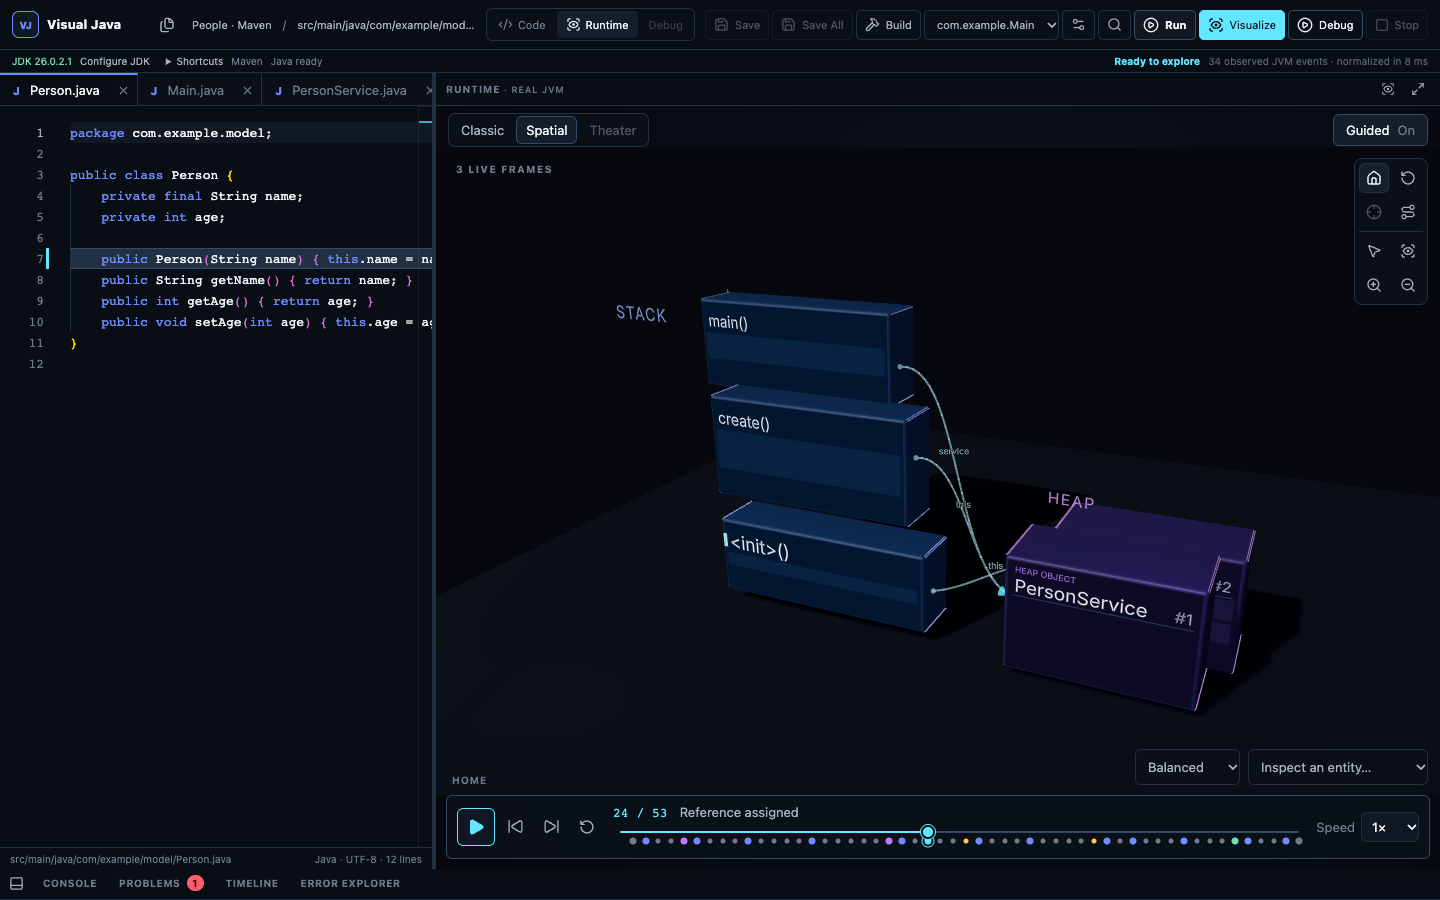 VJ Visual Java People · Maven / src/main/java/com/example/mod... Code Runtime Debug Save Save All Build com.example.Main Run Visualize Debug Stop
JDK 26.0.2.1 Configure JDK Shortcuts Maven Java ready Ready to explore 34 observed JVM events · normalized in 8 ms
J Person.java J Main.java J PersonService.java
RUNTIME · REAL JVM
Classic Spatial Theater Guided On
3 LIVE FRAMES
1 package com.example.model;
2
3 public class Person {
4 private final String name;
5 private int age;
6
7 public Person(String name) { this.name = na
8 public String getName() { return name; }
9 public int getAge() { return age; }
10 public void setAge(int age) { this.age = ag
11 }
12
STACK
main()
create()
<init>()
service
this
this
HEAP
HEAP OBJECT
PersonService #1
#2
Balanced Inspect an entity...
HOME
24 / 53 Reference assigned
Speed 1×
src/main/java/com/example/model/Person.java Java · UTF-8 · 12 lines
CONSOLE PROBLEMS 1 TIMELINE ERROR EXPLORER